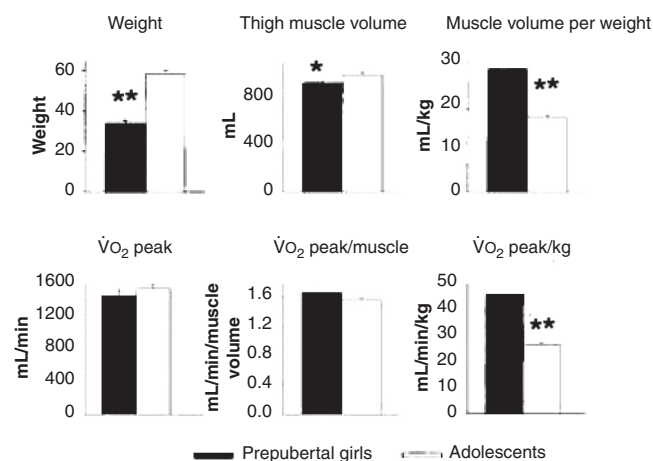 Weight
Thigh muscle volume
Muscle volume per weight
60
40
20
0
Weight
**
800
400
0
mL
*
30
20
10
0
mL/kg
**
V̇O2 peak
V̇O2 peak/muscle
V̇O2 peak/kg
1600
1200
800
400
0
mL/min
1.6
1.2
0.8
0.4
0.0
mL/min/muscle
volume
50
40
30
20
10
0
mL/min/kg
**
Prepubertal girls
Adolescents